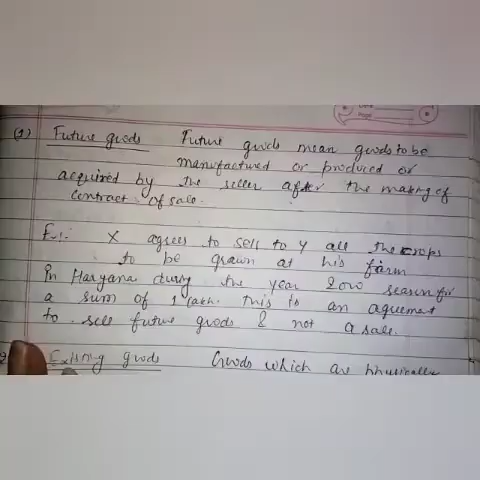 (1) Future goods Future goods mean goods to be
manufactured or produced or
acquired by the seller after the making of
contract of sale.
Ex:- X agrees to sell to Y all the crops
to be grown at his farm
In Haryana during the year season for
a sum of 1 lakh. This is an agreement
to sell future goods & not a sale.
Existing goods Goods which are physically